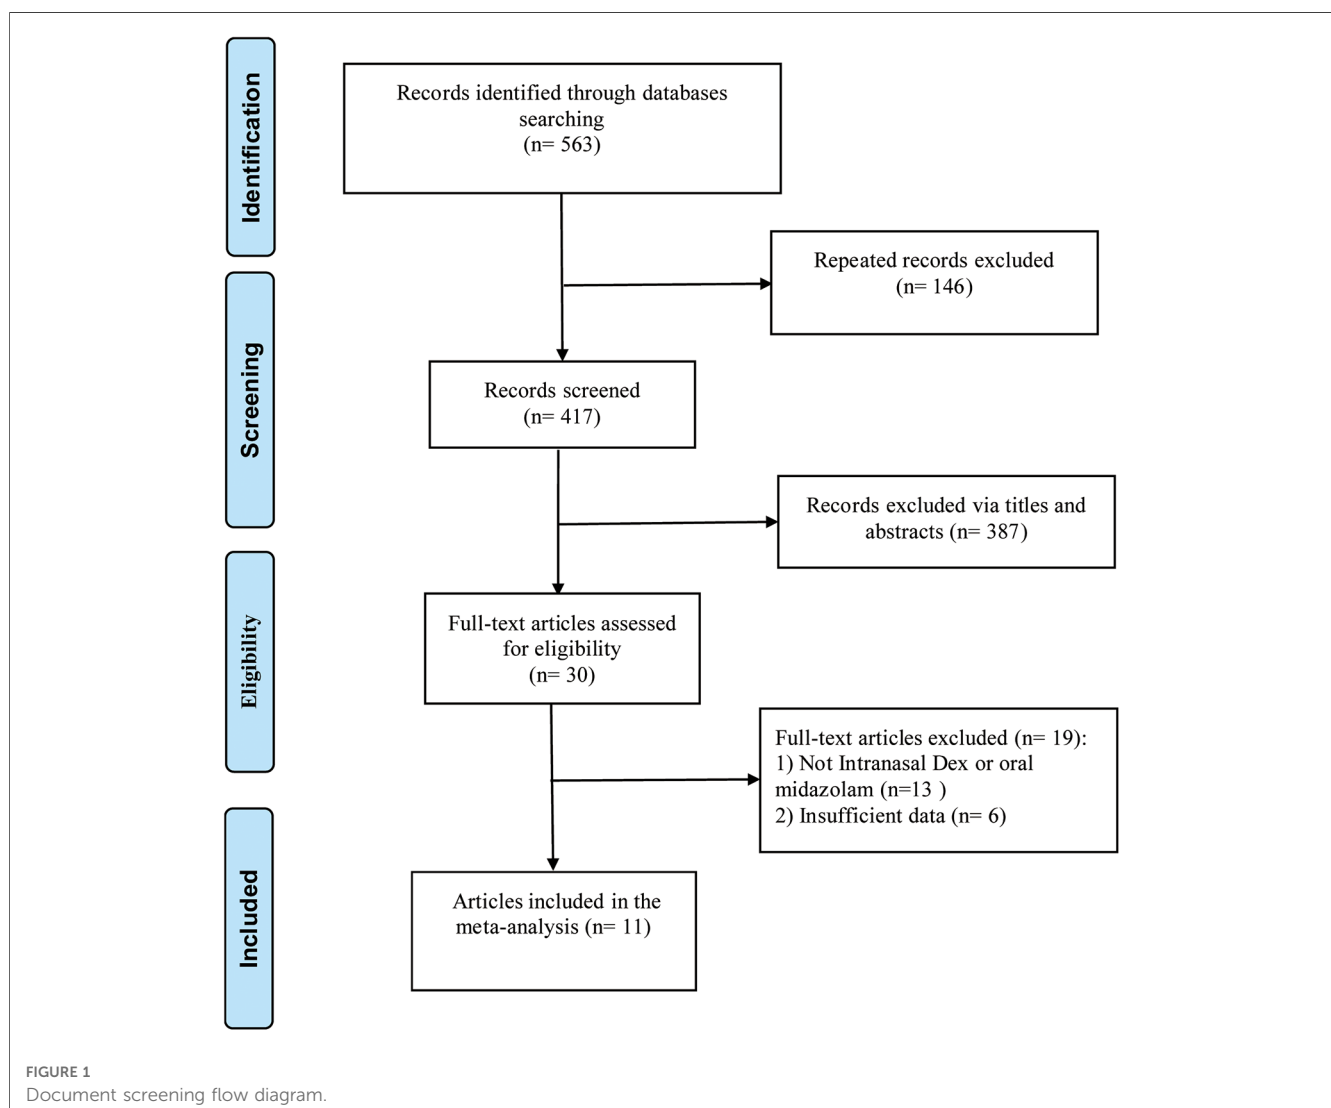 Identification
Records identified through databases
searching
(n= 563)
Repeated records excluded
(n= 146)
Screening
Records screened
(n= 417)
Records excluded via titles and
abstracts (n= 387)
Eligibility
Full-text articles assessed
for eligibility
(n= 30)
Full-text articles excluded (n= 19):
1) Not Intranasal Dex or oral
midazolam (n=13 )
2) Insufficient data (n= 6)
Included
Articles included in the
meta-analysis (n= 11)
FIGURE 1
Document screening flow diagram.